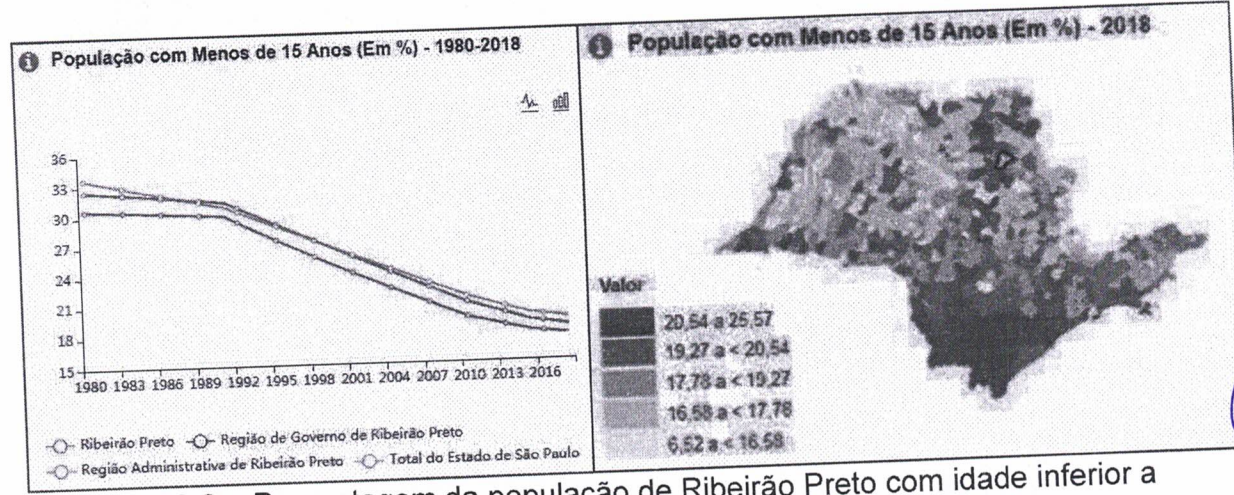 População com Menos de 15 Anos (Em %) - 1980-2018
36
33
30
27
24
21
18
15
1980 1983 1986 1989 1992 1995 1998 2001 2004 2007 2010 2013 2016
Ribeirão Preto Região de Governo de Ribeirão Preto
Região Administrativa de Ribeirão Preto Total do Estado de São Paulo
População com Menos de 15 Anos (Em %) - 2018
Valor
20,54 a 25,57
19,27 a < 20,54
17,78 a < 19,27
16,58 a < 17,78
6,52 a < 16,58
da população de Ribeirão Preto com idade inferior a